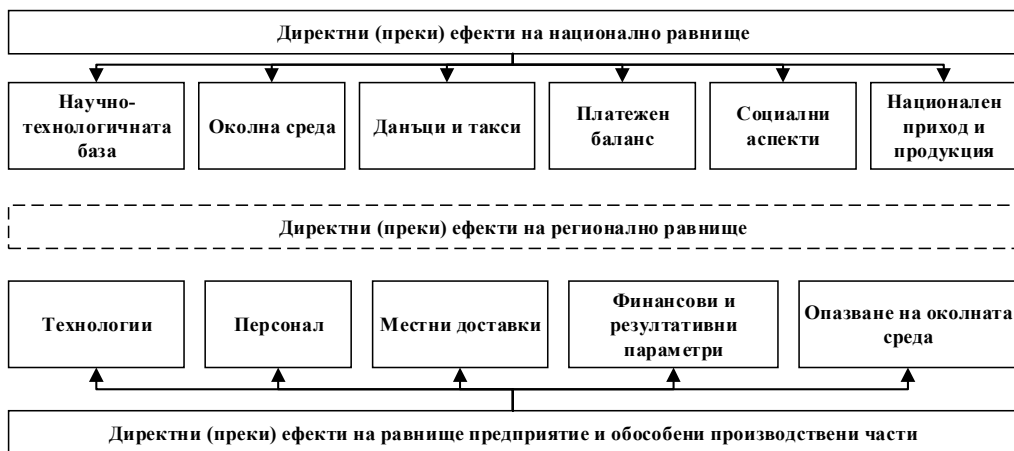 Директни (преки) ефекти на национално равнище
Научно-
технологичната
база
Околна среда
Данъци и такси
Платежен
баланс
Социални
аспекти
Национален
приход и
продукция
Директни (преки) ефекти на регионално равнище
Технологии
Персонал
Местни доставки
Финансови и
резултативни
параметри
Опазване на околната
среда
Директни (преки) ефекти на равнище предприятие и обособени производствени части